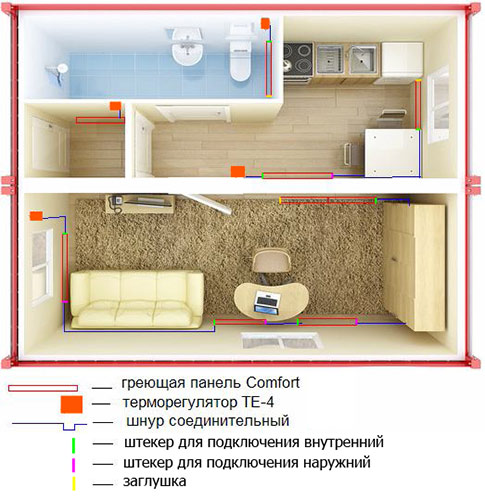 греющая панель Comfort
терморегулятор ТЕ-4
шнур соединительный
штекер для подключения внутренний
штекер для подключения наружний
заглушка